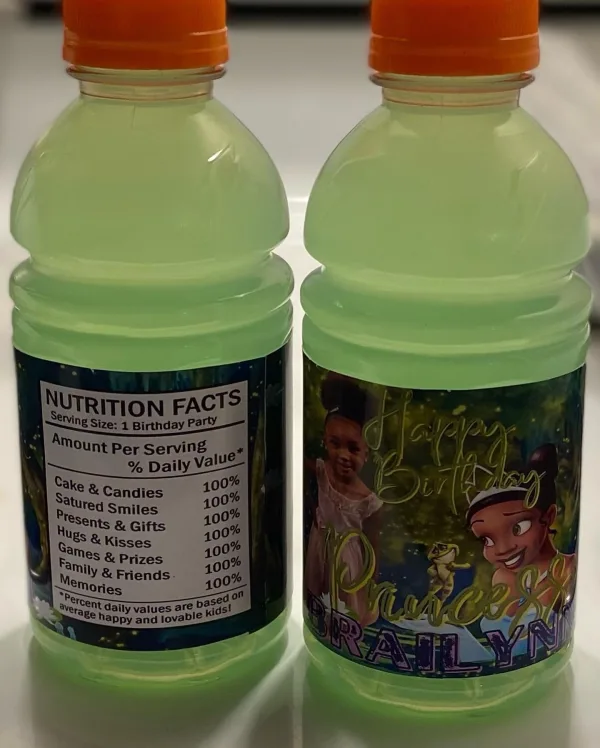 NUTRITION FACTS
Serving Size: 1 Birthday Party
Amount Per Serving
% Daily Value*
Cake & Candies 100%
Satured Smiles 100%
Presents & Gifts 100%
Hugs & Kisses 100%
Games & Prizes 100%
Family & Friends 100%
Memories 100%
*Percent daily values are based on
average happy and lovable kids!
Happy
Birthday
Princess
BRAILYNN